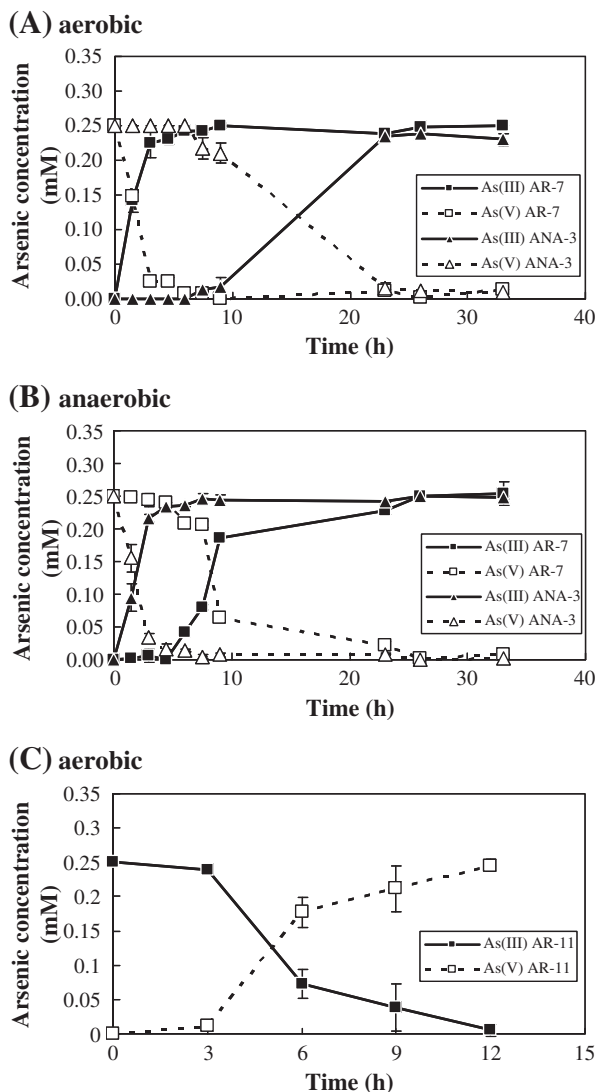 (A) aerobic
Arsenic concentration
(mM)
0.35
0.30
0.25
0.20
0.15
0.10
0.05
0.00
As(III) AR-7
As(V) AR-7
As(III) ANA-3
As(V) ANA-3
0 10 20 30 40
Time (h)
(B) anaerobic
Arsenic concentration
(mM)
0.35
0.30
0.25
0.20
0.15
0.10
0.05
0.00
As(III) AR-7
As(V) AR-7
As(III) ANA-3
As(V) ANA-3
0 10 20 30 40
Time (h)
(C) aerobic
Arsenic concentration
(mM)
0.35
0.3
0.25
0.2
0.15
0.1
0.05
0
As(III) AR-11
As(V) AR-11
0 3 6 9 12 15
Time (h)